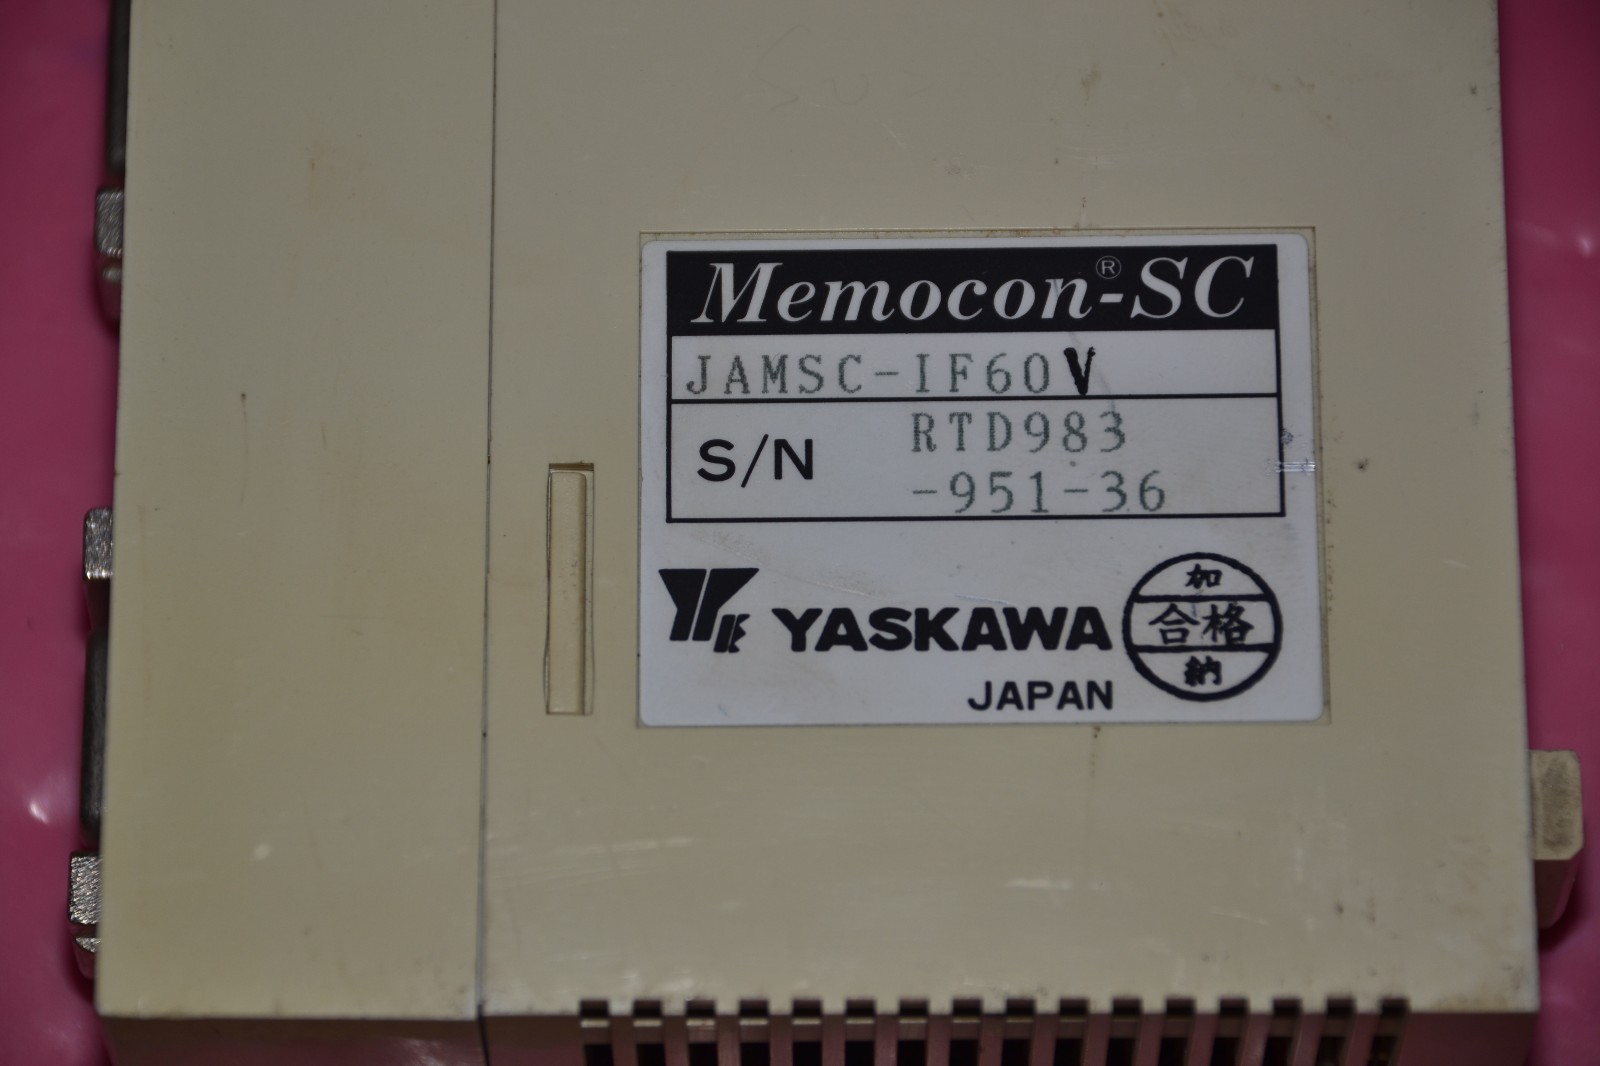 Memocon®-SC
JAMSC-IF60V
S/N RTD983
-951-36
YASKAWA
JAPAN
加
合格
納